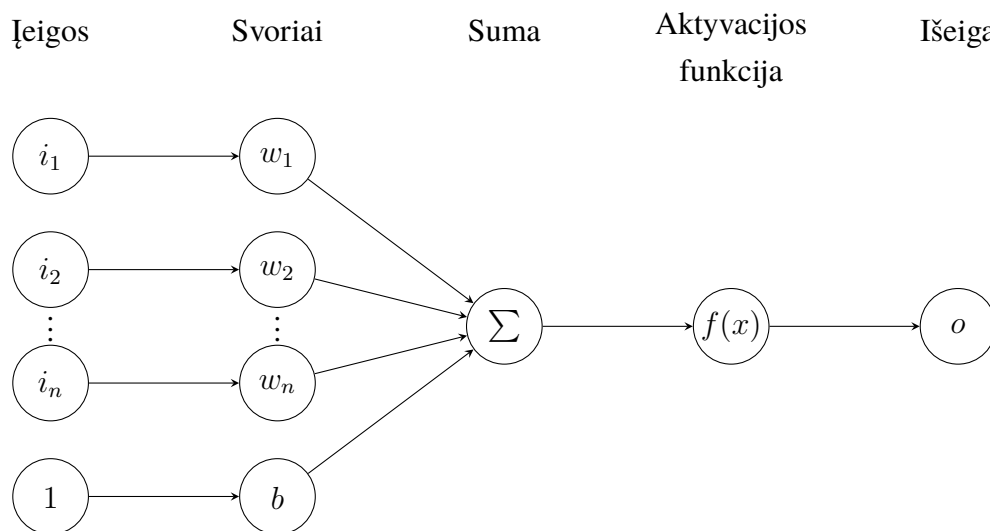 Įeigos Svoriai Suma Aktyvacijos funkcija Išeiga
i₁ w₁
i₂ w₂
⋮ ⋮
∑ f(x) o
iₙ wₙ
1 b